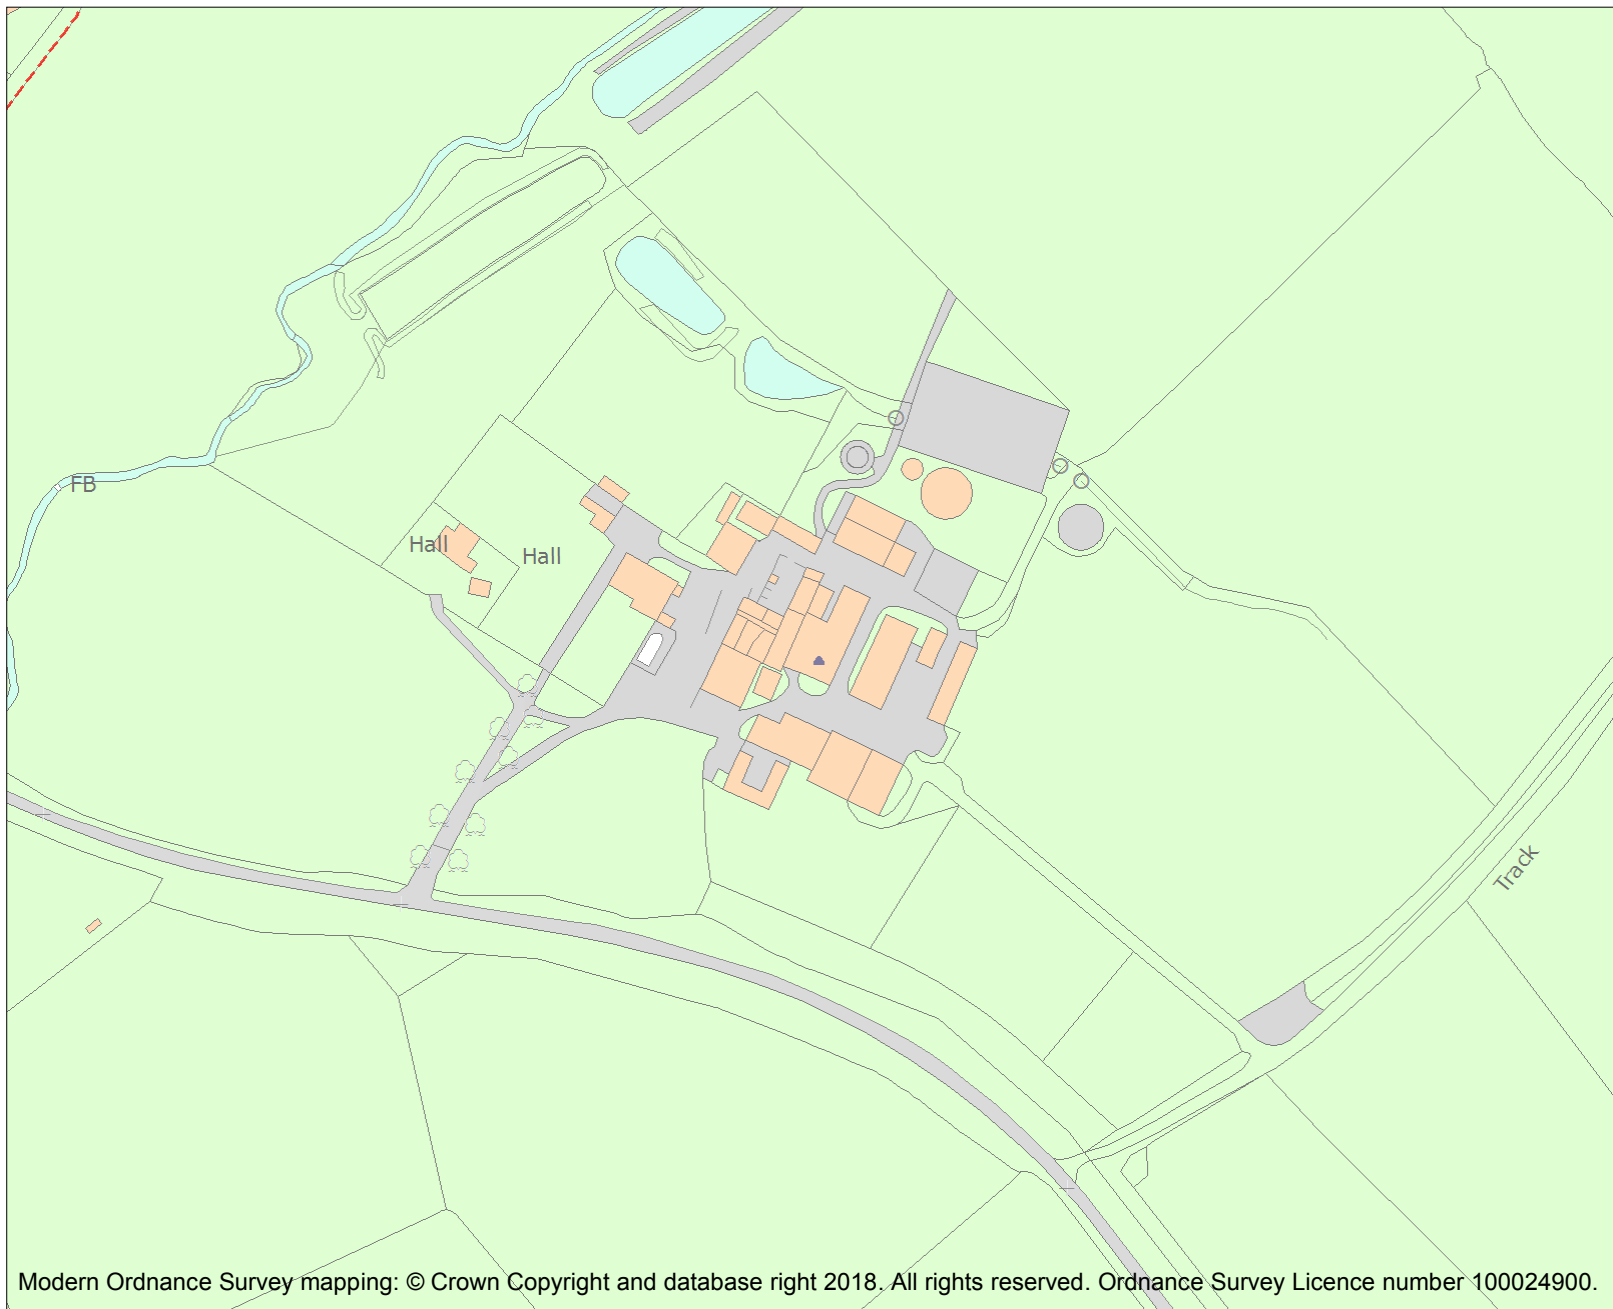 FB
Hall
Hall
Track
Modern Ordnance Survey mapping: © Crown Copyright and database right 2018. All rights reserved. Ordnance Survey Licence number 100024900.